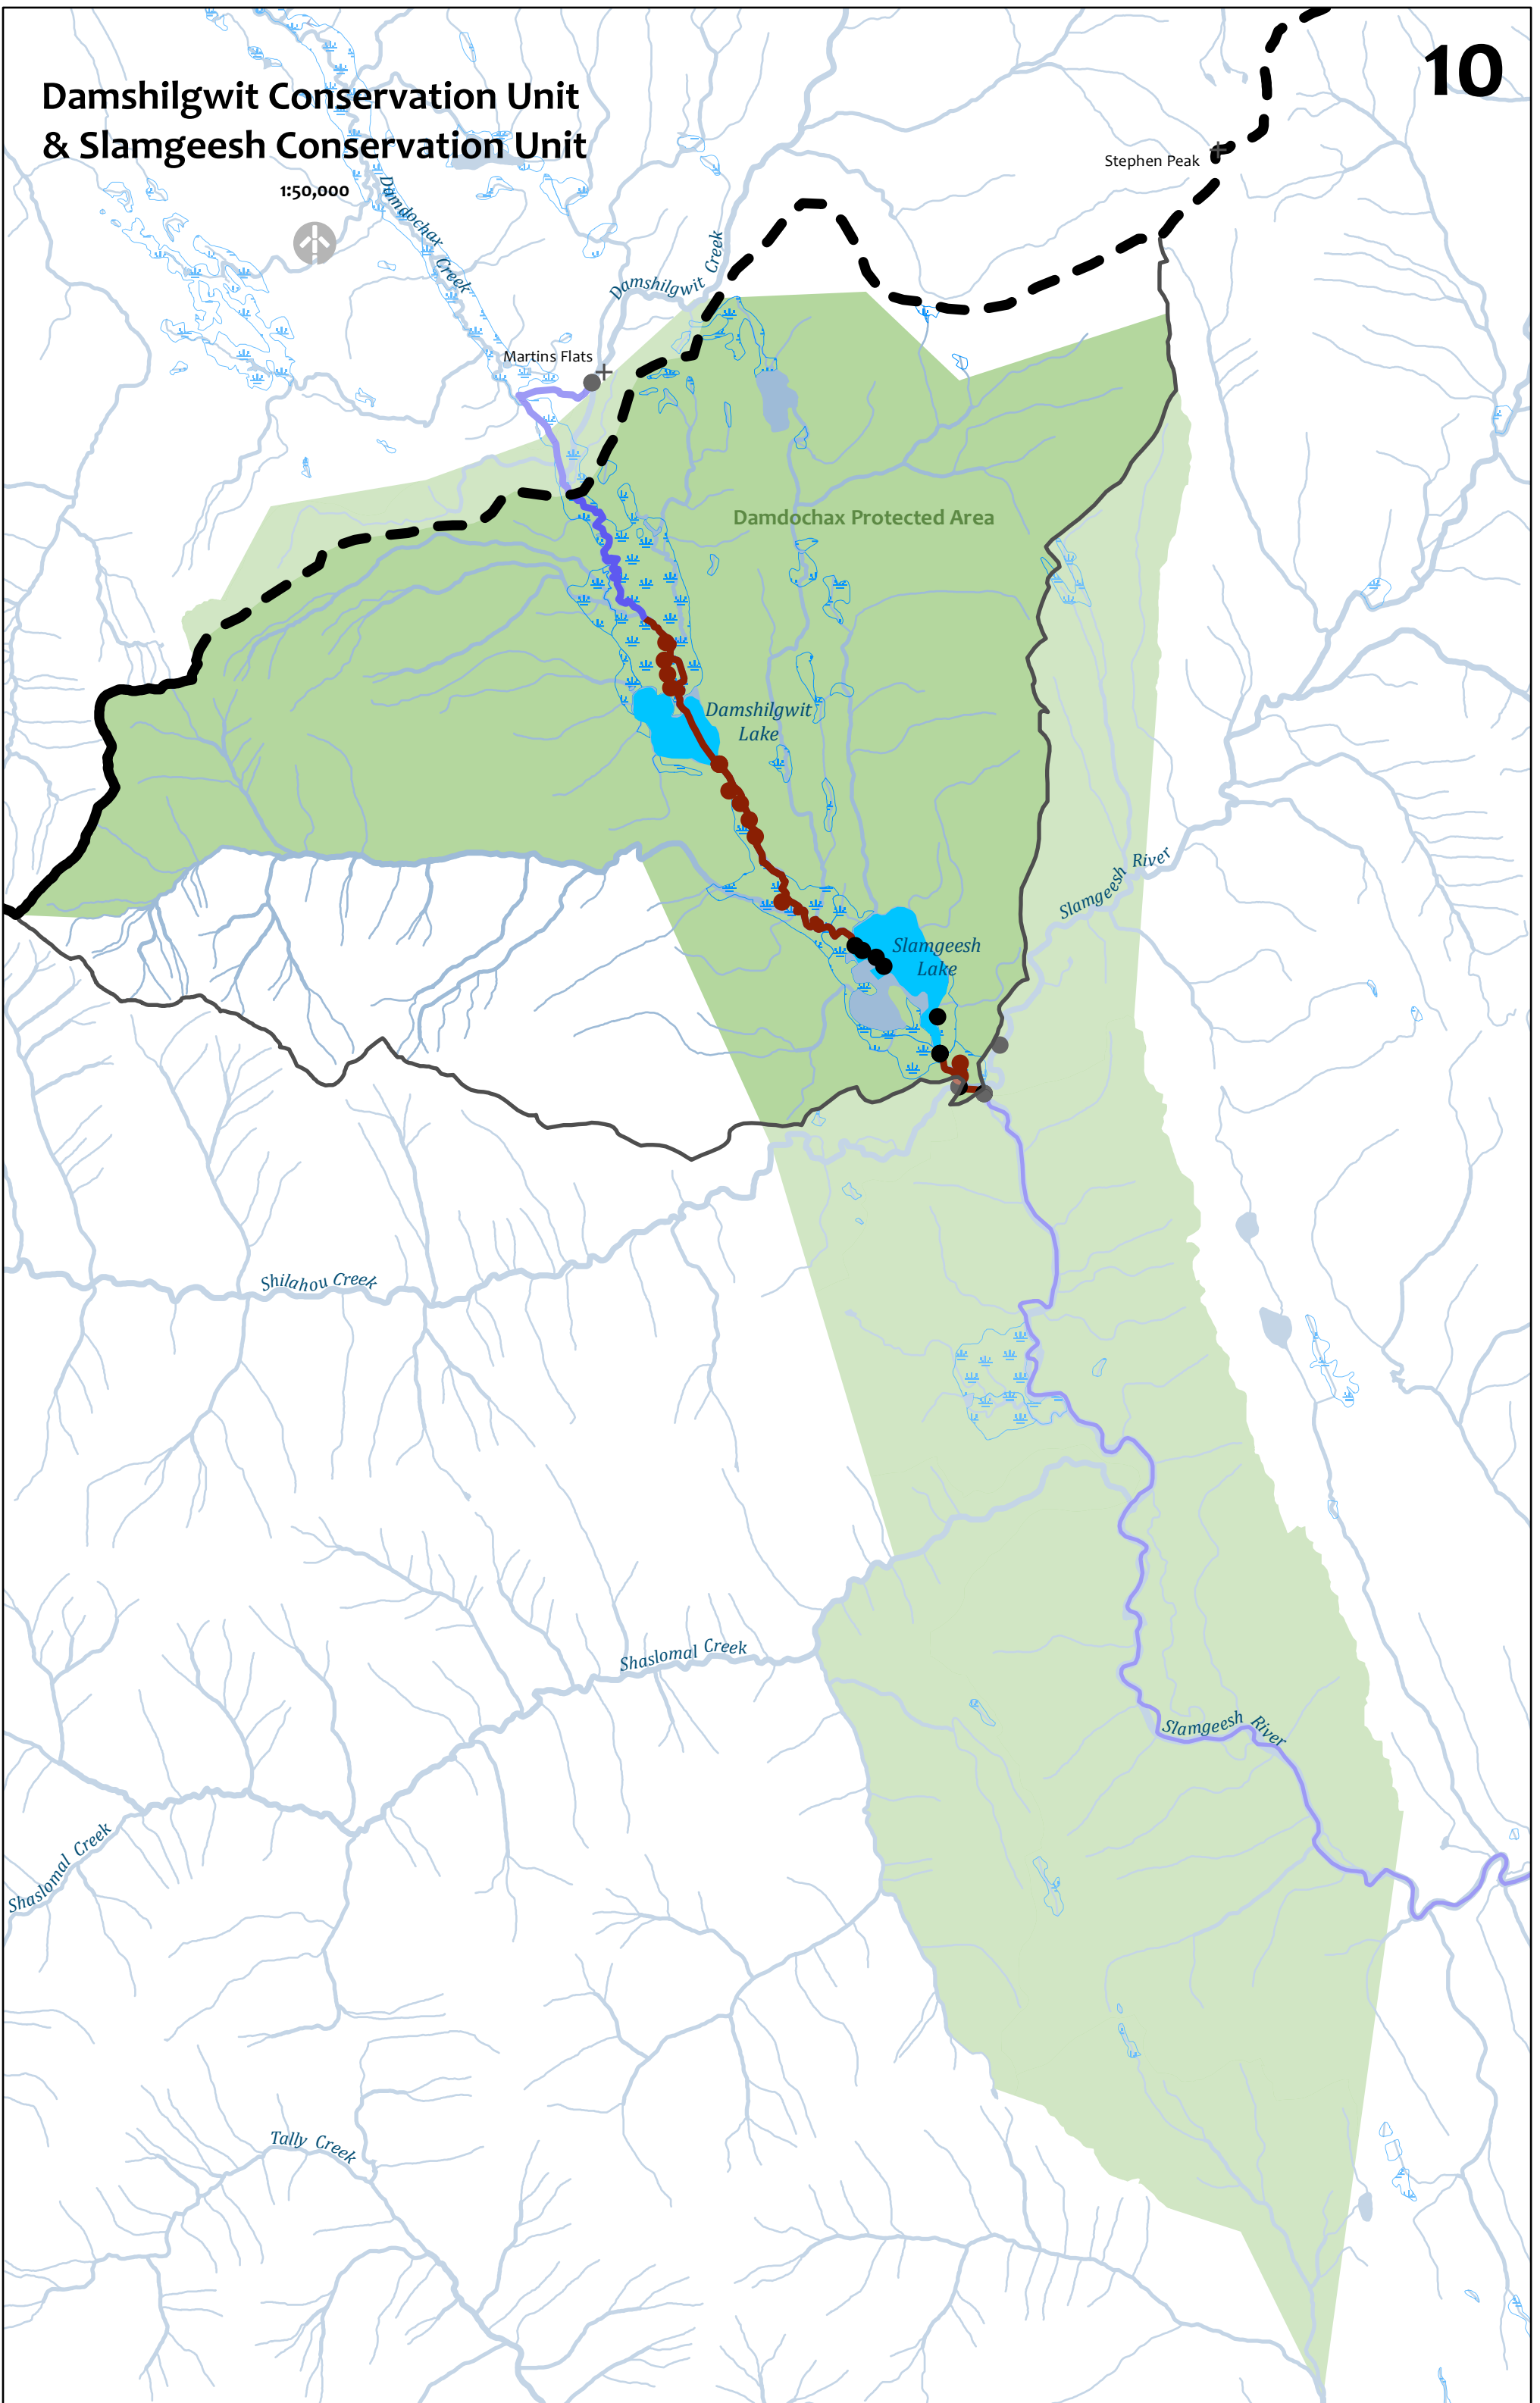 10
Damshilgwit Conservation Unit
& Slamgeesh Conservation Unit
1:50,000
Stephen Peak
Damdochax Creek
Damshilgwit Creek
Martins Flats
Damdochax Protected Area
Damshilgwit
Lake
Slamgeesh River
Slamgeesh
Lake
Shilahou Creek
Shaslomal Creek
Slamgeesh River
Shaslomal Creek
Tally Creek